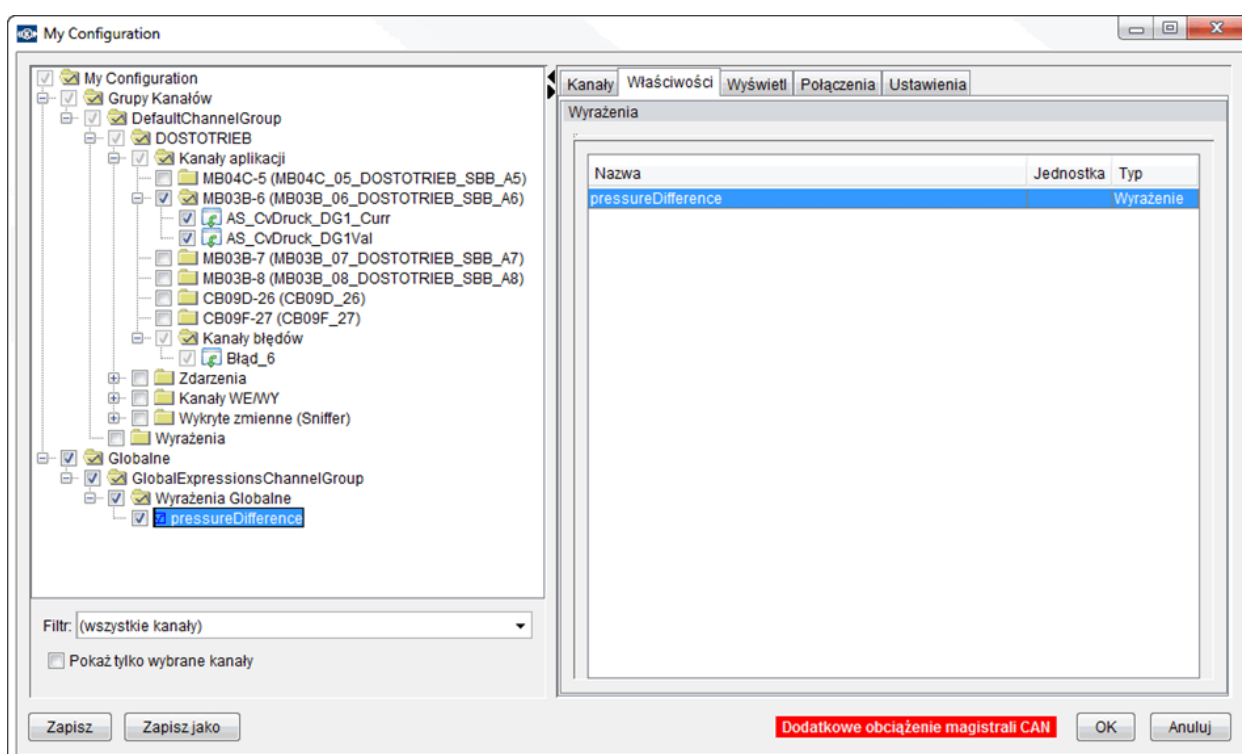 My Configuration
My Configuration
Grupy Kanałów
DefaultChannelGroup
DOSTOTRIEB
Kanały aplikacji
MB04C-5 (MB04C_05_DOSTOTRIEB_SBB_A5)
MB03B-6 (MB03B_06_DOSTOTRIEB_SBB_A6)
AS_CvDruck_DG1_Curr
AS_CvDruck_DG1Val
MB03B-7 (MB03B_07_DOSTOTRIEB_SBB_A7)
MB03B-8 (MB03B_08_DOSTOTRIEB_SBB_A8)
CB09D-26 (CB09D_26)
CB09F-27 (CB09F_27)
Kanały błędów
Błąd_6
Zdarzenia
Kanały WE/WY
Wykryte zmienne (Sniffer)
Wyrażenia
Globalne
GlobalExpressionsChannelGroup
Wyrażenia Globalne
pressureDifference
Filtr: (wszystkie kanały)
Pokaż tylko wybrane kanały
Kanały Właściwości Wyświetl Połączenia Ustawienia
Wyrażenia
Nazwa Jednostka Typ
pressureDifference Wyrażenie
Zapisz Zapisz jako Dodatkowe obciążenie magistrali CAN OK Anuluj